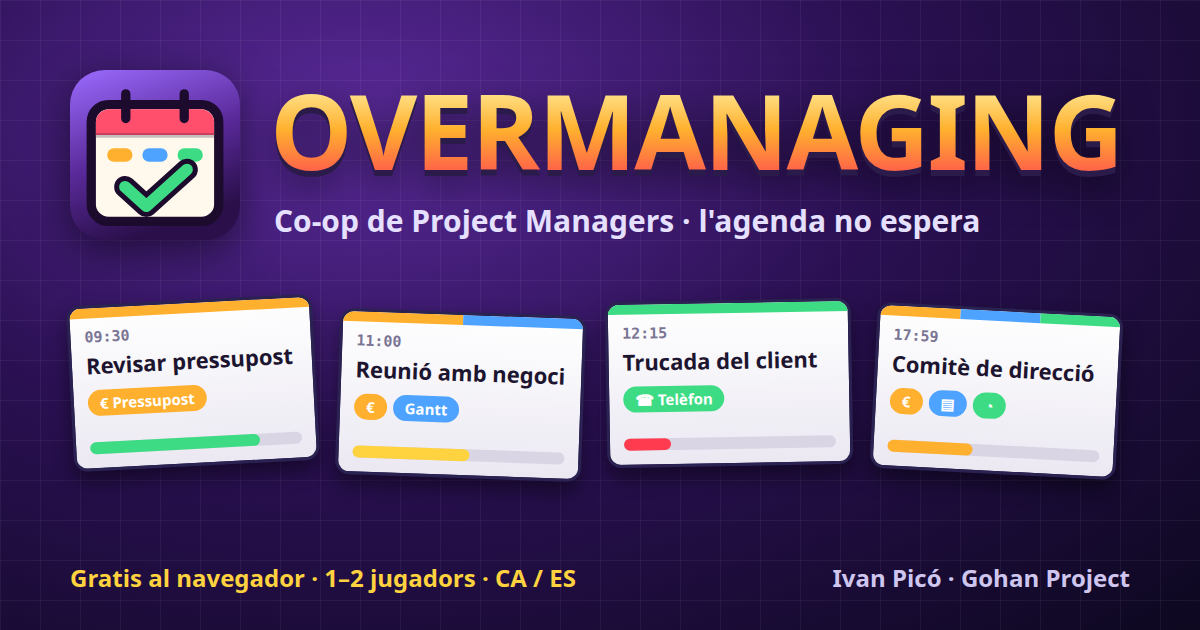 OVERMANAGING
Co-op de Project Managers · l'agenda no espera
09:30
Revisar pressupost
€ Pressupost
11:00
Reunió amb negoci
€ Gantt
12:15
Trucada del client
☎ Telèfon
17:59
Comitè de direcció
€ ▤
Gratis al navegador · 1–2 jugadors · CA / ES
Ivan Picó · Gohan Project